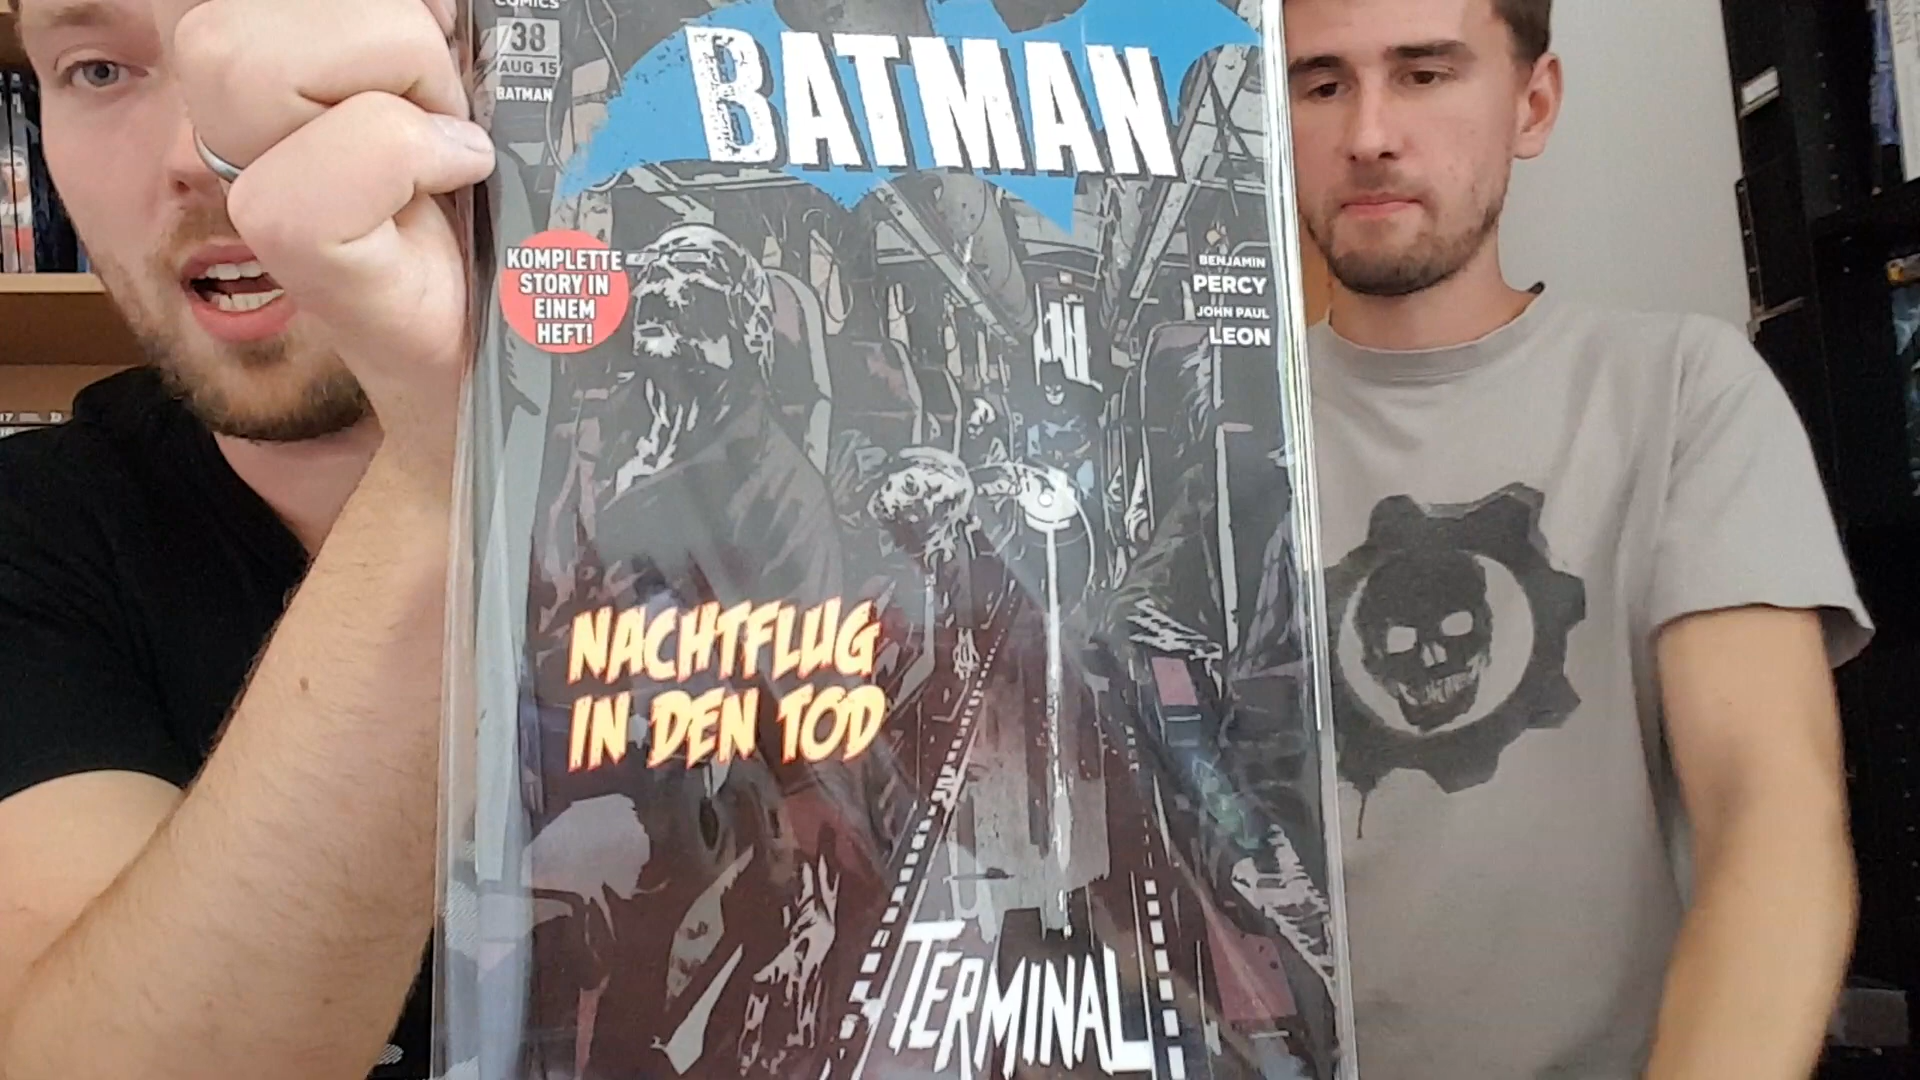 COMICS
38
AUG 15
BATMAN
BATMAN
KOMPLETTE
STORY IN
EINEM
HEFT!
BENJAMIN
PERCY
JOHN PAUL
LEON
NACHTFLUG
IN DEN TOD
TERMINAL